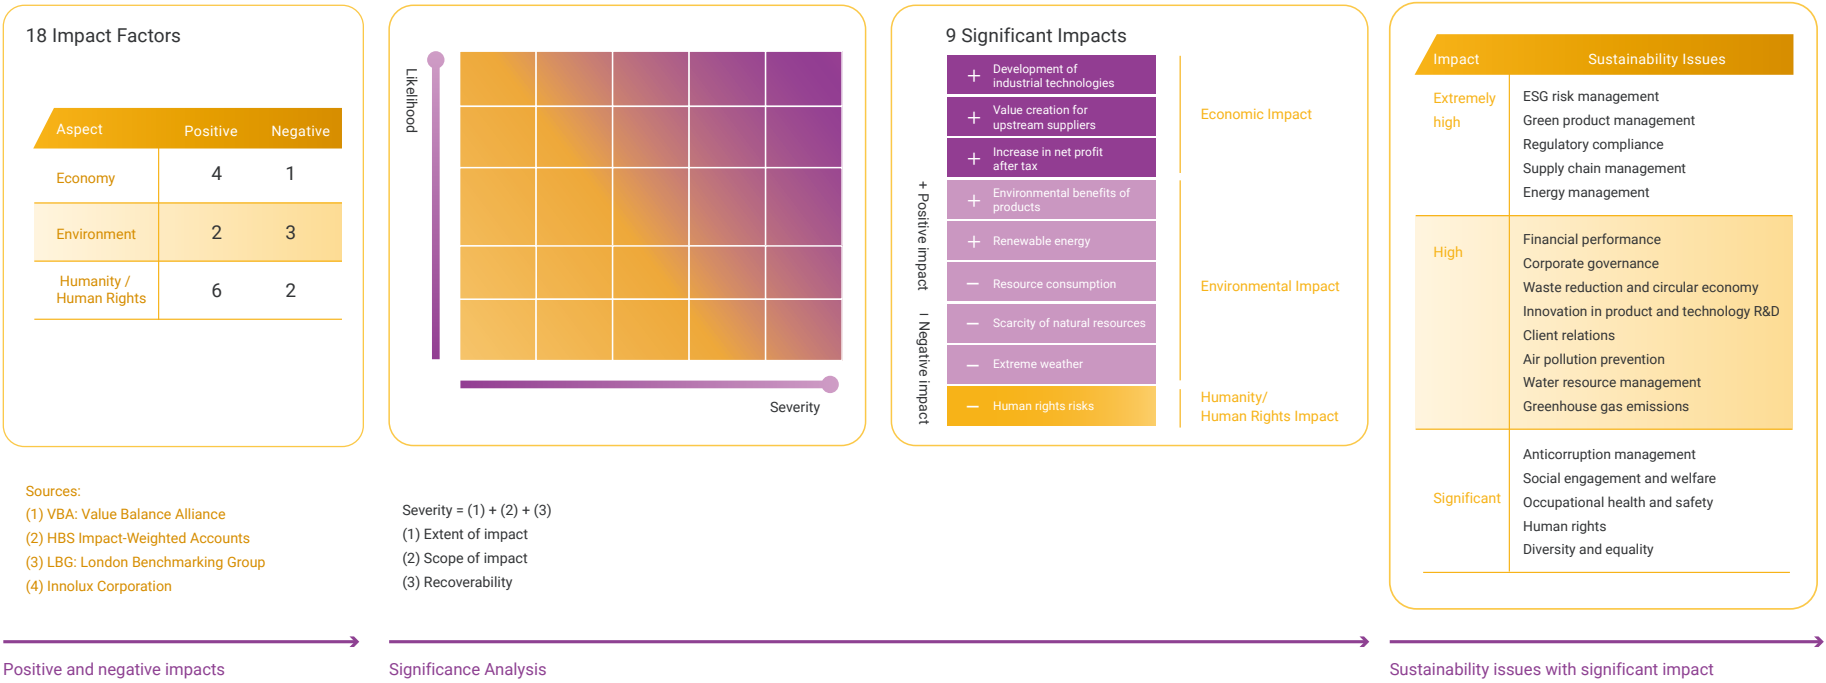 18 Impact Factors
Aspect Positive Negative
Economy 4 1
Environment 2 3
Humanity /
Human Rights 6 2
Sources:
(1) VBA: Value Balance Alliance
(2) HBS Impact-Weighted Accounts
(3) LBG: London Benchmarking Group
(4) Innolux Corporation
Positive and negative impacts
Likelihood
Severity
Severity = (1) + (2) + (3)
(1) Extent of impact
(2) Scope of impact
(3) Recoverability
Significance Analysis
9 Significant Impacts
+ Positive impact
− Negative impact
+ Development of
industrial technologies
+ Value creation for
upstream suppliers
+ Increase in net profit
after tax
+ Environmental benefits of
products
+ Renewable energy
− Resource consumption
− Scarcity of natural resources
− Extreme weather
− Human rights risks
Economic Impact
Environmental Impact
Humanity/
Human Rights Impact
Impact Sustainability Issues
Extremely
high
ESG risk management
Green product management
Regulatory compliance
Supply chain management
Energy management
High
Financial performance
Corporate governance
Waste reduction and circular economy
Innovation in product and technology R&D
Client relations
Air pollution prevention
Water resource management
Greenhouse gas emissions
Significant
Anticorruption management
Social engagement and welfare
Occupational health and safety
Human rights
Diversity and equality
Sustainability issues with significant impact